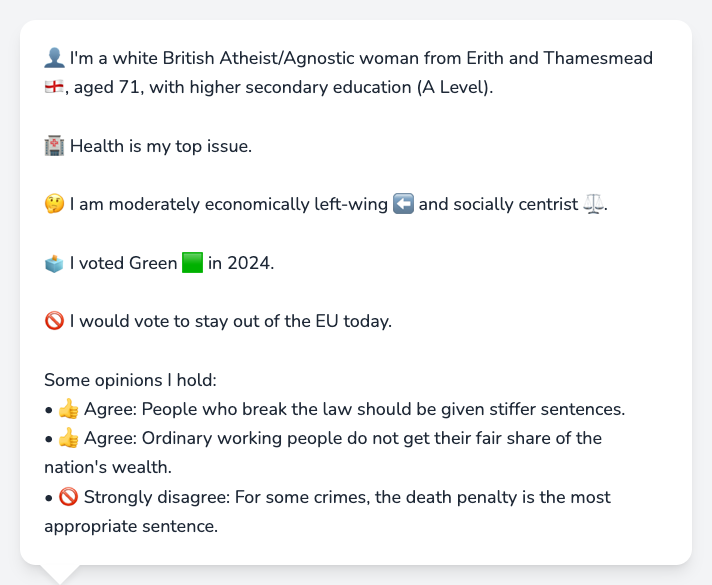 👤 I'm a white British Atheist/Agnostic woman from Erith and Thamesmead
🏴󠁧󠁢󠁥󠁮󠁧󠁿, aged 71, with higher secondary education (A Level).
🏥 Health is my top issue.
🤔 I am moderately economically left-wing ⬅️ and socially centrist ⚖️.
🗳️ I voted Green 🟩 in 2024.
🚫 I would vote to stay out of the EU today.
Some opinions I hold:
• 👍 Agree: People who break the law should be given stiffer sentences.
• 👍 Agree: Ordinary working people do not get their fair share of the
nation's wealth.
• 🚫 Strongly disagree: For some crimes, the death penalty is the most
appropriate sentence.